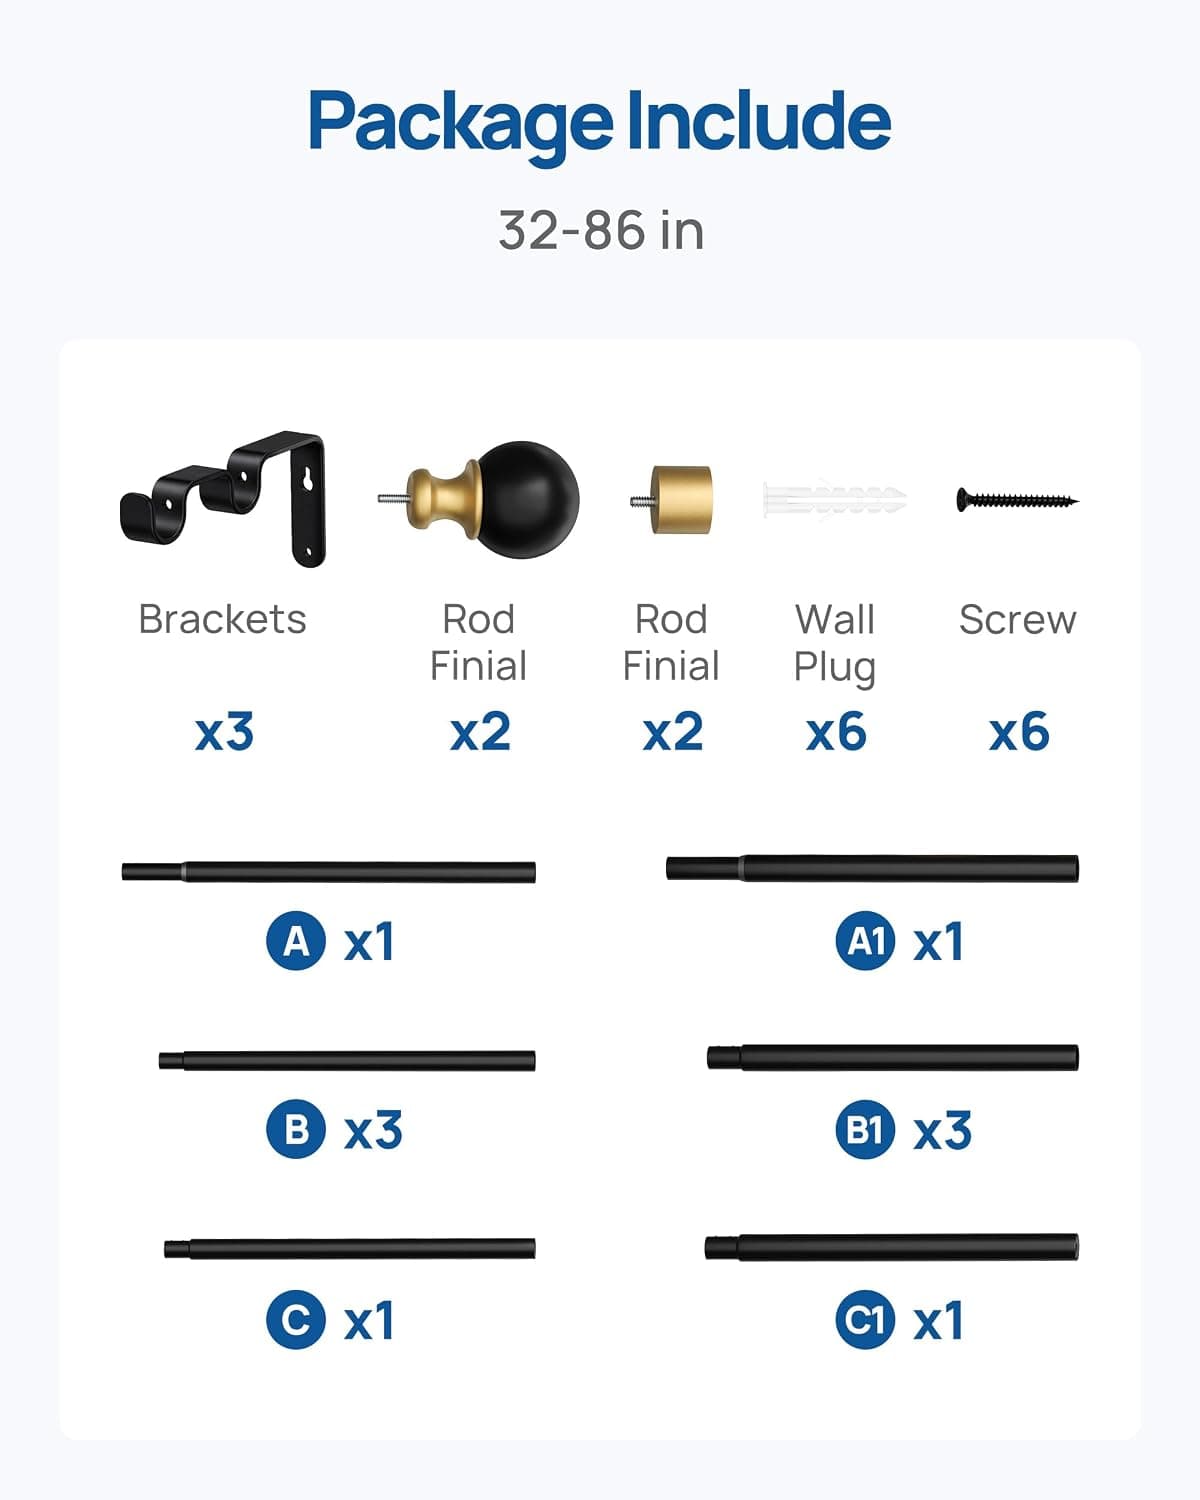 Package Include
32-86 in
Brackets
x3
Rod
Finial
x2
Rod
Finial
x2
Wall
Plug
x6
Screw
x6
A x1
A1 x1
B x3
B1 x3
C x1
C1 x1